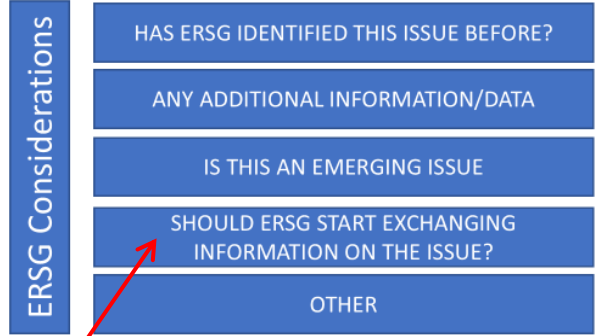 ERSG Considerations
HAS ERSG IDENTIFIED THIS ISSUE BEFORE?
ANY ADDITIONAL INFORMATION/DATA
IS THIS AN EMERGING ISSUE
SHOULD ERSG START EXCHANGING
INFORMATION ON THE ISSUE?
OTHER